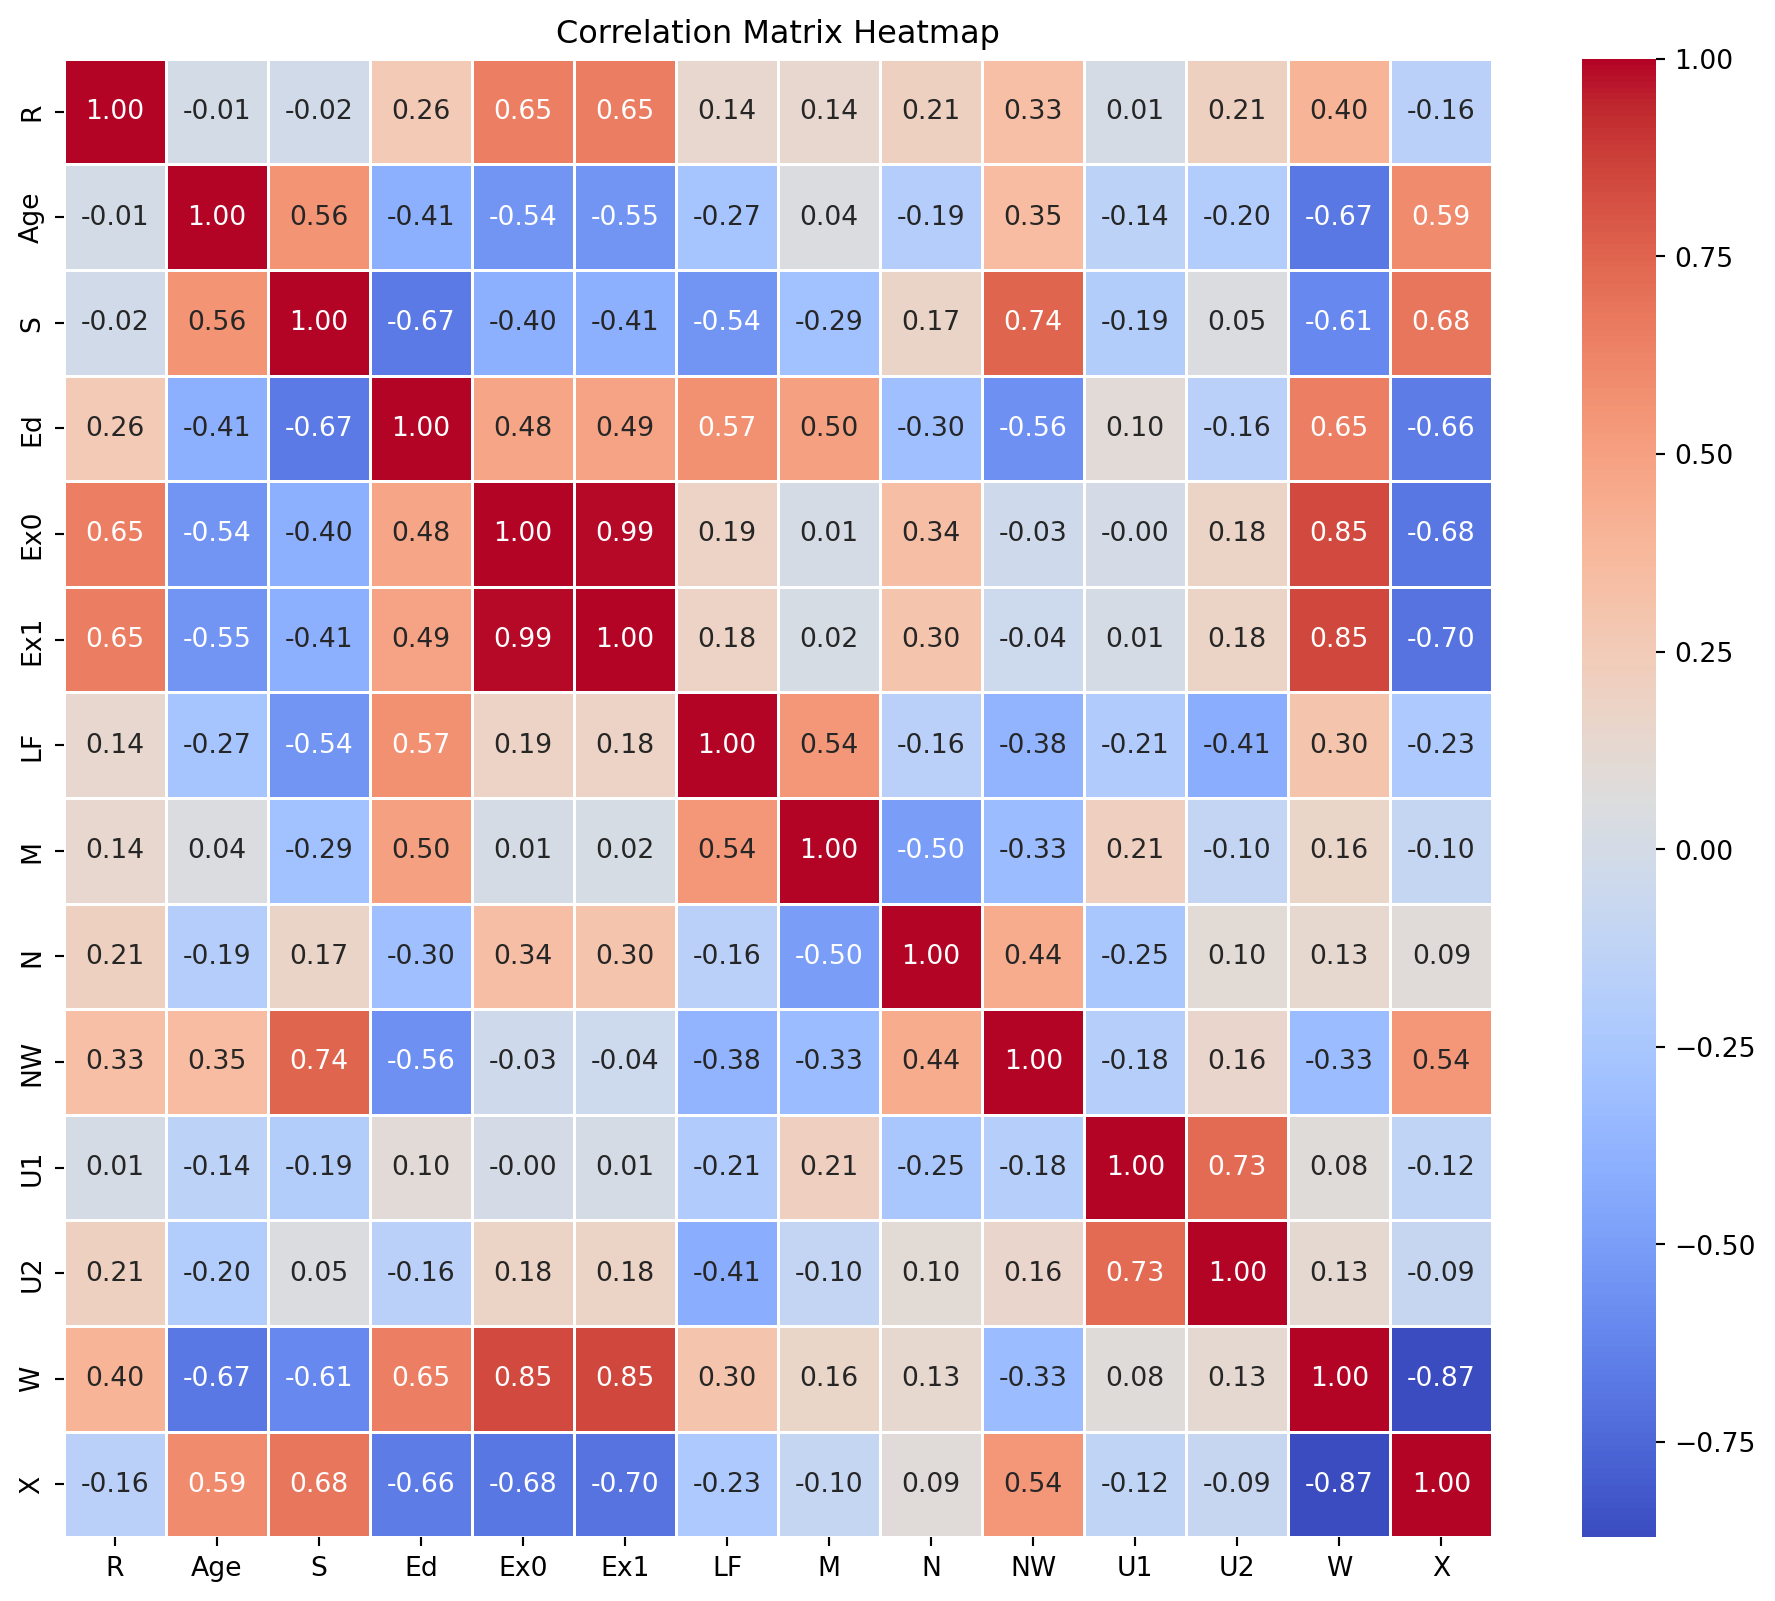 Correlation Matrix Heatmap
R 1.00 -0.01 -0.02 0.26 0.65 0.65 0.14 0.14 0.21 0.33 0.01 0.21 0.40 -0.16
Age -0.01 1.00 0.56 -0.41 -0.54 -0.55 -0.27 0.04 -0.19 0.35 -0.14 -0.20 -0.67 0.59
S -0.02 0.56 1.00 -0.67 -0.40 -0.41 -0.54 -0.29 0.17 0.74 -0.19 0.05 -0.61 0.68
Ed 0.26 -0.41 -0.67 1.00 0.48 0.49 0.57 0.50 -0.30 -0.56 0.10 -0.16 0.65 -0.66
Ex0 0.65 -0.54 -0.40 0.48 1.00 0.99 0.19 0.01 0.34 -0.03 -0.00 0.18 0.85 -0.68
Ex1 0.65 -0.55 -0.41 0.49 0.99 1.00 0.18 0.02 0.30 -0.04 0.01 0.18 0.85 -0.70
LF 0.14 -0.27 -0.54 0.57 0.19 0.18 1.00 0.54 -0.16 -0.38 -0.21 -0.41 0.30 -0.23
M 0.14 0.04 -0.29 0.50 0.01 0.02 0.54 1.00 -0.50 -0.33 0.21 -0.10 0.16 -0.10
N 0.21 -0.19 0.17 -0.30 0.34 0.30 -0.16 -0.50 1.00 0.44 -0.25 0.10 0.13 0.09
NW 0.33 0.35 0.74 -0.56 -0.03 -0.04 -0.38 -0.33 0.44 1.00 -0.18 0.16 -0.33 0.54
U1 0.01 -0.14 -0.19 0.10 -0.00 0.01 -0.21 0.21 -0.25 -0.18 1.00 0.73 0.08 -0.12
U2 0.21 -0.20 0.05 -0.16 0.18 0.18 -0.41 -0.10 0.10 0.16 0.73 1.00 0.13 -0.09
W 0.40 -0.67 -0.61 0.65 0.85 0.85 0.30 0.16 0.13 -0.33 0.08 0.13 1.00 -0.87
X -0.16 0.59 0.68 -0.66 -0.68 -0.70 -0.23 -0.10 0.09 0.54 -0.12 -0.09 -0.87 1.00
R Age S Ed Ex0 Ex1 LF M N NW U1 U2 W X
1.00
0.75
0.50
0.25
0.00
−0.25
−0.50
−0.75